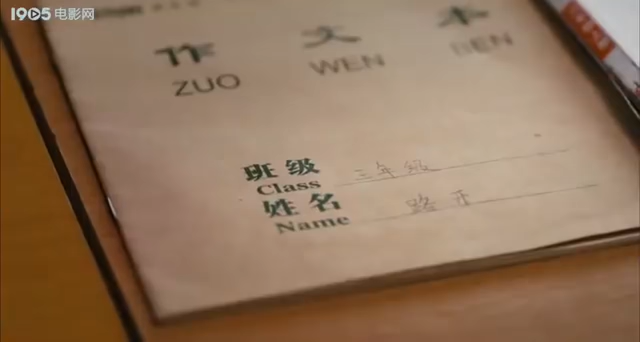 1905电影网
作文本
ZUO WEN BEN
班级 三年级
Class
姓名 路平
Name